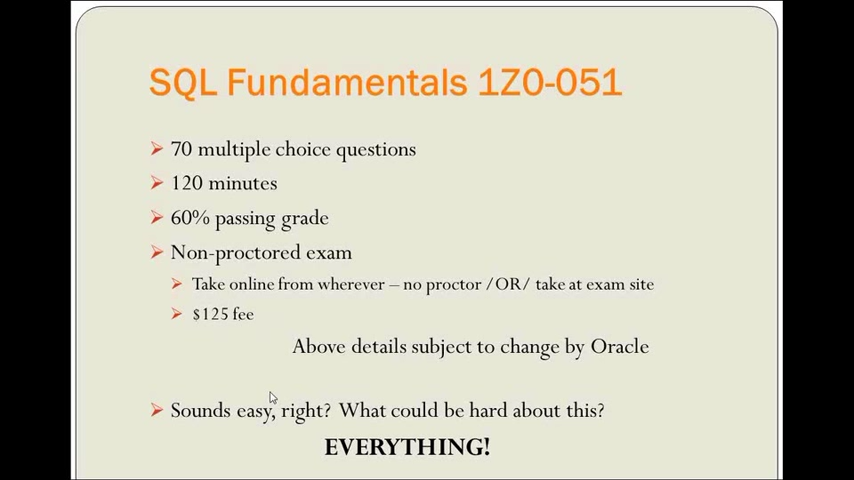 SQL Fundamentals 1Z0-051
70 multiple choice questions
120 minutes
60% passing grade
Non-proctored exam
Take online from wherever – no proctor /OR/ take at exam site
$125 fee
Above details subject to change by Oracle
Sounds easy, right? What could be hard about this?
EVERYTHING!